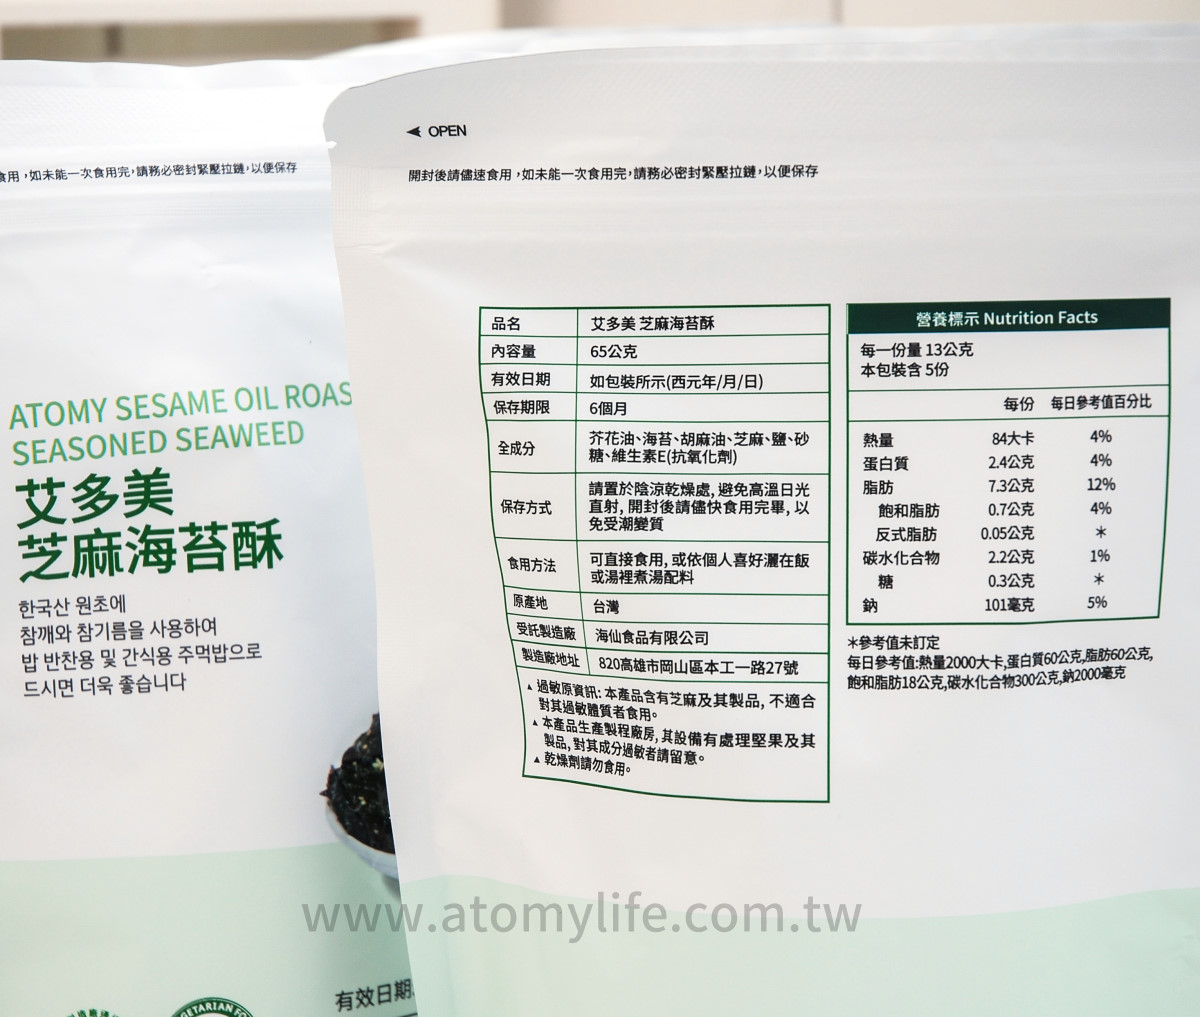 食用，如未能一次食用完，請務必密封緊壓拉鏈，以便保存
ATOMY SESAME OIL ROAS
SEASONED SEAWEED
艾多美
芝麻海苔酥
한국산 원초에
참깨와 참기름을 사용하여
밥 반찬용 및 간식용 주먹밥으로
드시면 더욱 좋습니다
有效日期
ETARIAN FO
OPEN
開封後請儘速食用，如未能一次食用完，請務必密封緊壓拉鏈，以便保存
品名 艾多美 芝麻海苔酥
內容量 65公克
有效日期 如包裝所示(西元年/月/日)
保存期限 6個月
全成分 芥花油、海苔、胡麻油、芝麻、鹽、砂
糖、維生素E(抗氧化劑)
保存方式 請置於陰涼乾燥處, 避免高溫日光
直射, 開封後請儘快食用完畢, 以
免受潮變質
食用方法 可直接食用, 或依個人喜好灑在飯
或湯裡煮湯配料
原產地 台灣
受託製造廠 海仙食品有限公司
製造廠地址 820高雄市岡山區本工一路27號
▲ 過敏原資訊: 本產品含有芝麻及其製品, 不適合
對其過敏體質者食用。
▲ 本產品生產製程廠房, 其設備有處理堅果及其
製品, 對其成分過敏者請留意。
▲ 乾燥劑請勿食用。
營養標示 Nutrition Facts
每一份量 13公克
本包裝含 5份
每份 每日參考值百分比
熱量 84大卡 4%
蛋白質 2.4公克 4%
脂肪 7.3公克 12%
飽和脂肪 0.7公克 4%
反式脂肪 0.05公克 ＊
碳水化合物 2.2公克 1%
糖 0.3公克 ＊
鈉 101毫克 5%
＊參考值未訂定
每日參考值:熱量2000大卡,蛋白質60公克,脂肪60公克,
飽和脂肪18公克,碳水化合物300公克,鈉2000毫克
www.atomylife.com.tw